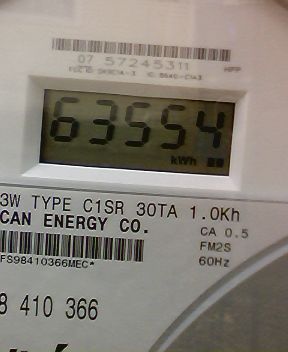 07 57245311
HPP
63554
kWh
3W TYPE C1SR 30TA 1.0Kh
CAN ENERGY CO.
CA 0.5
FM2S
FS98410366MEC*
60Hz
8 410 366